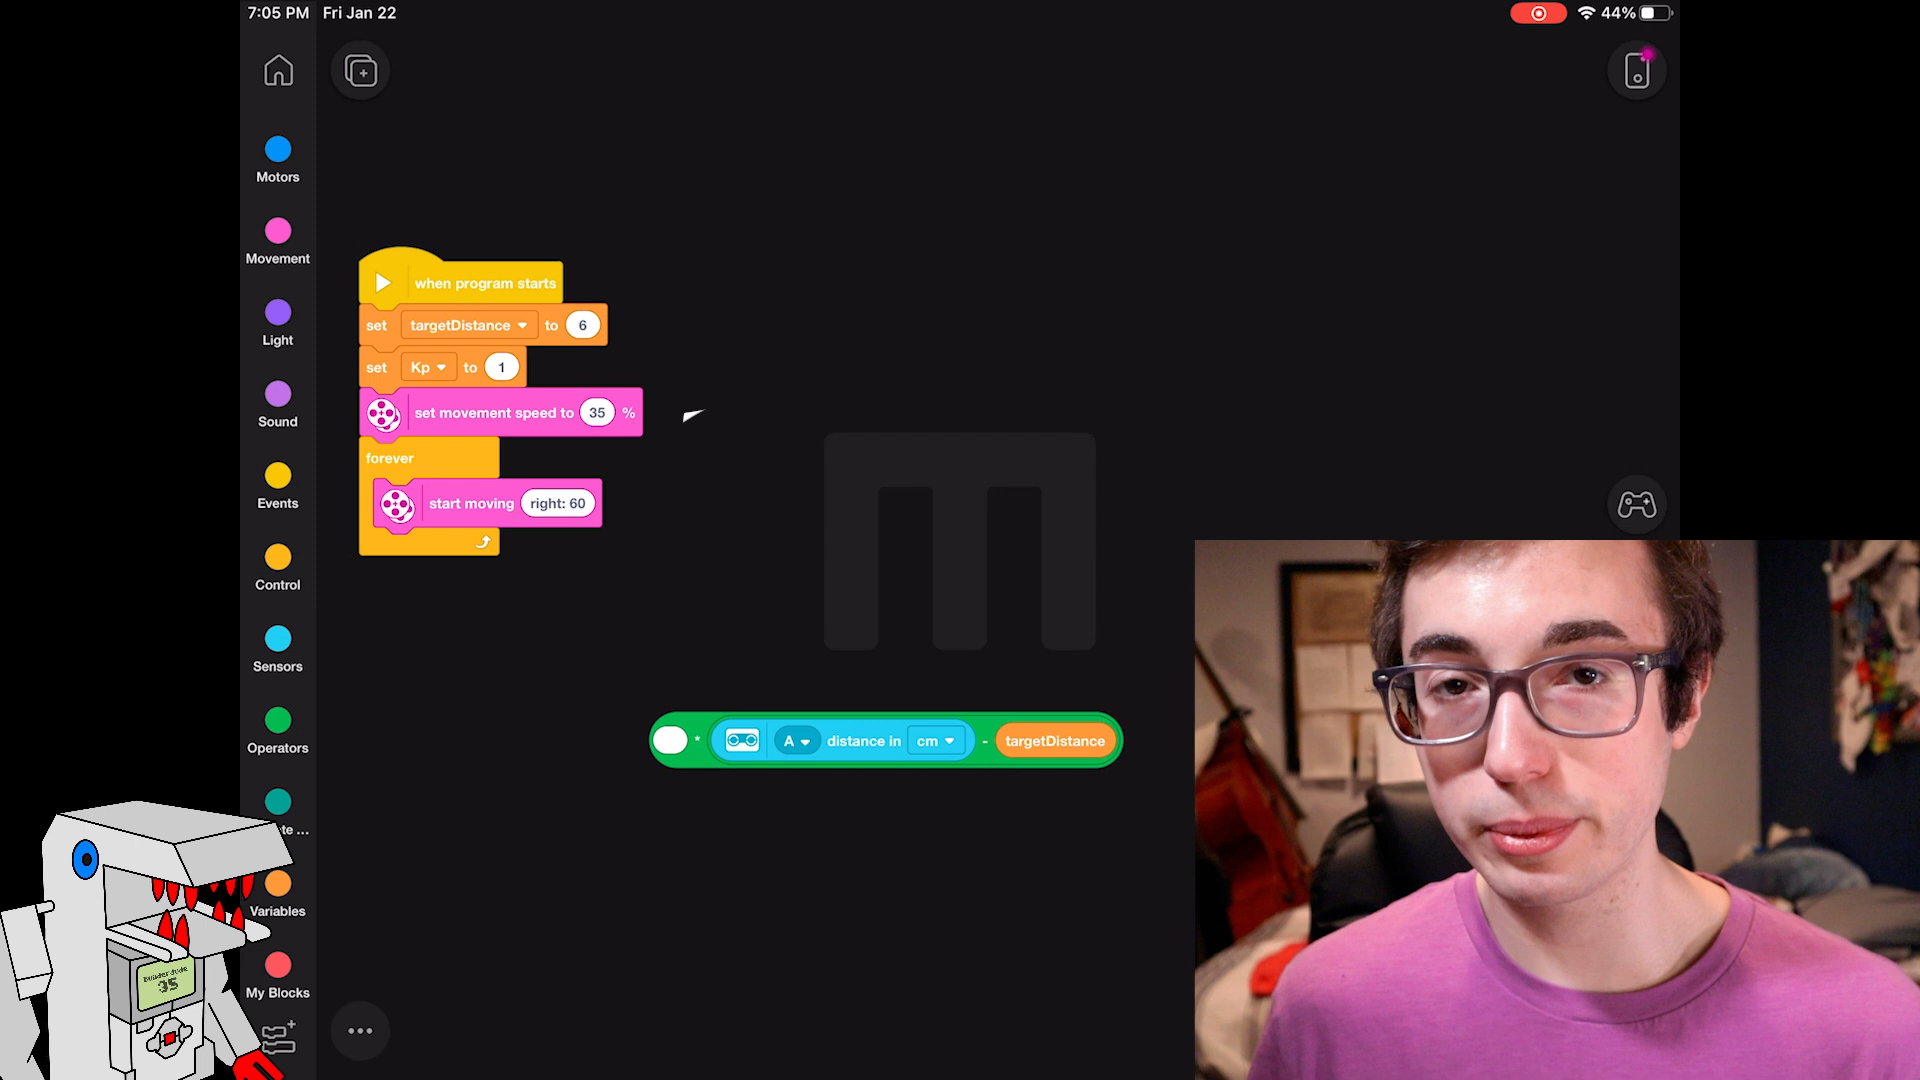 7:05 PM Fri Jan 22
44%
Motors
Movement
Light
Sound
Events
Control
Sensors
Operators
te ...
Variables
My Blocks
when program starts
set targetDistance to 6
set Kp to 1
set movement speed to 35 %
forever
start moving right: 60
* A distance in cm - targetDistance
Builder dude
35